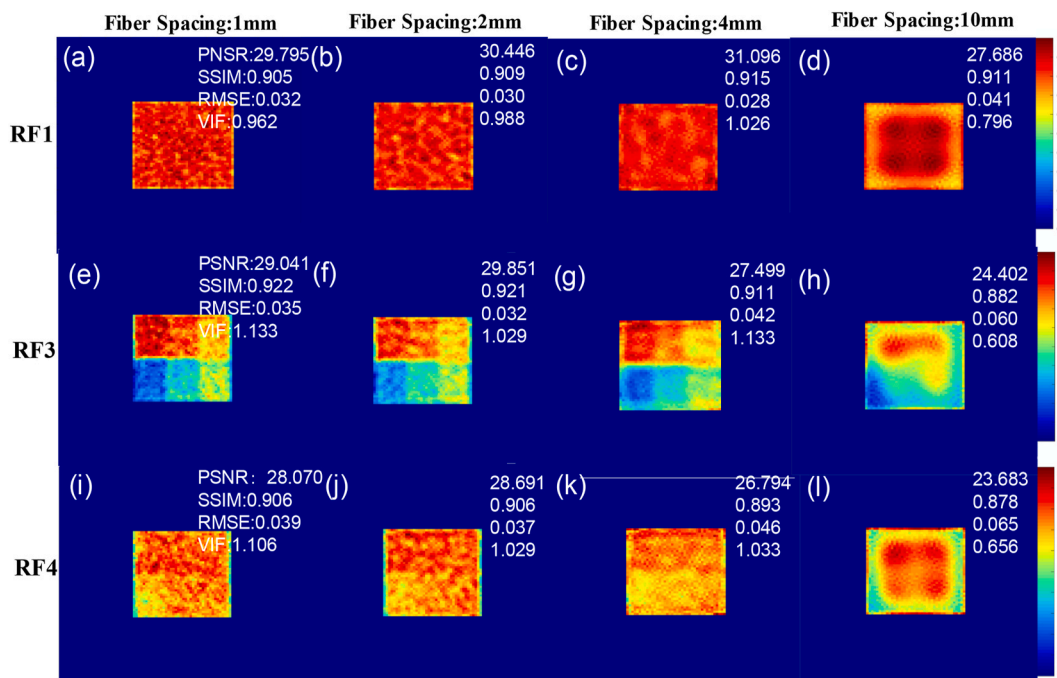 Fiber Spacing:1mm
Fiber Spacing:2mm
Fiber Spacing:4mm
Fiber Spacing:10mm
RF1
(a)
PNSR:29.795
SSIM:0.905
RMSE:0.032
VIF:0.962
(b)
30.446
0.909
0.030
0.988
(c)
31.096
0.915
0.028
1.026
(d)
27.686
0.911
0.041
0.796
RF3
(e)
PSNR:29.041
SSIM:0.922
RMSE:0.035
VIF:1.133
(f)
29.851
0.921
0.032
1.029
(g)
27.499
0.911
0.042
1.133
(h)
24.402
0.882
0.060
0.608
RF4
(i)
PSNR: 28.070
SSIM:0.906
RMSE:0.039
VIF:1.106
(j)
28.691
0.906
0.037
1.029
(k)
26.794
0.893
0.046
1.033
(l)
23.683
0.878
0.065
0.656